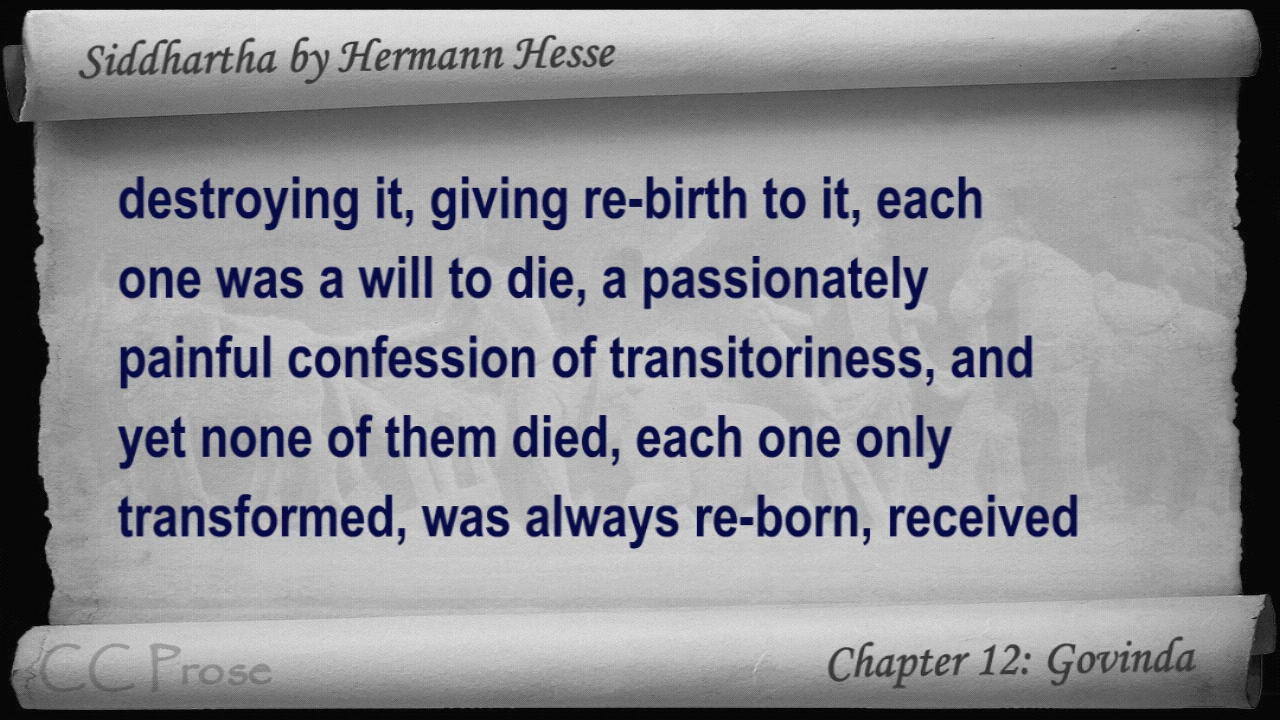 Siddhartha by Hermann Hesse
destroying it, giving re-birth to it, each
one was a will to die, a passionately
painful confession of transitoriness, and
yet none of them died, each one only
transformed, was always re-born, received
CC Prose
Chapter 12: Govinda